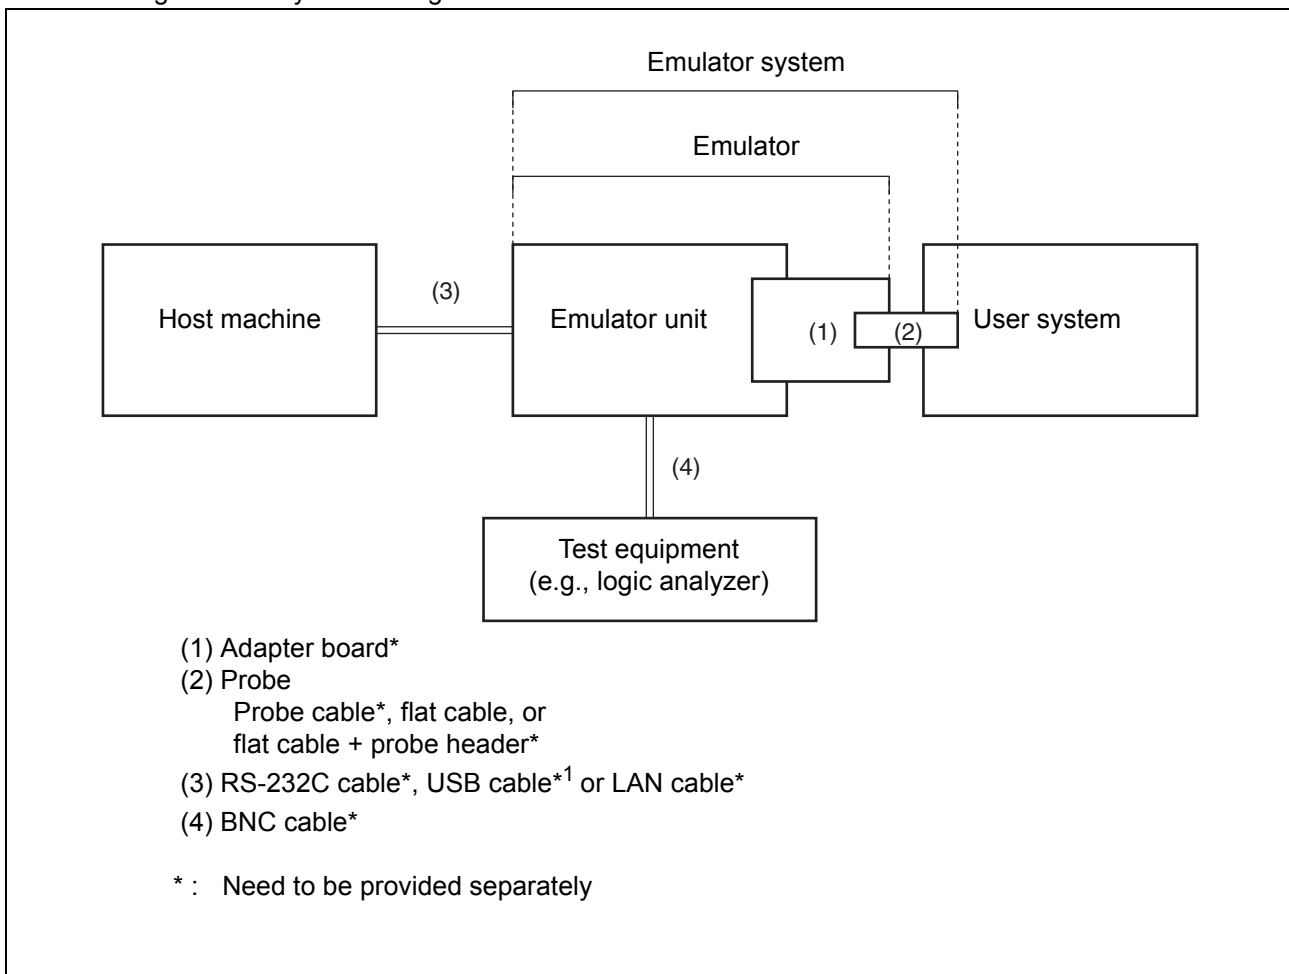 Emulator system
Emulator
Host machine
(3)
Emulator unit
(1)
(2)
User system
(4)
Test equipment
(e.g., logic analyzer)
(1) Adapter board*
(2) Probe
Probe cable*, flat cable, or
flat cable + probe header*
(3) RS-232C cable*, USB cable*1 or LAN cable*
(4) BNC cable*
* : Need to be provided separately